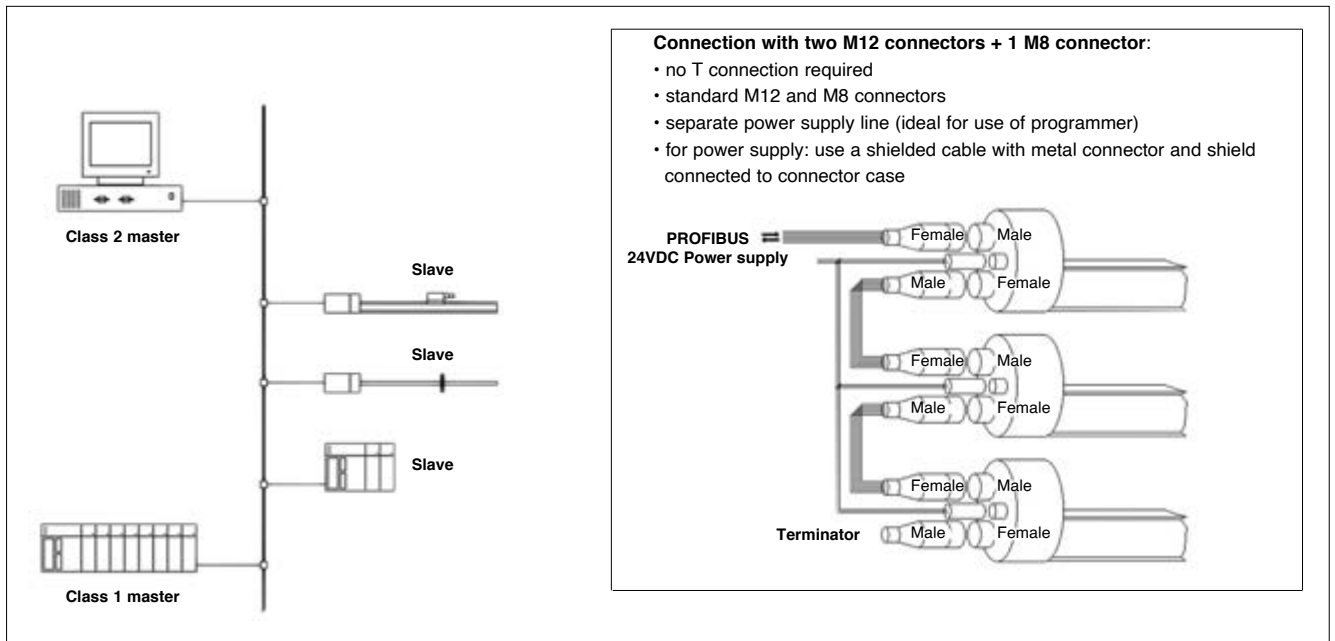 Class 2 master
Slave
Slave
Slave
Class 1 master
Connection with two M12 connectors + 1 M8 connector:
• no T connection required
• standard M12 and M8 connectors
• separate power supply line (ideal for use of programmer)
• for power supply: use a shielded cable with metal connector and shield
connected to connector case
PROFIBUS
24VDC Power supply
Female Male
Male Female
Female Male
Male Female
Female Male
Terminator Male Female